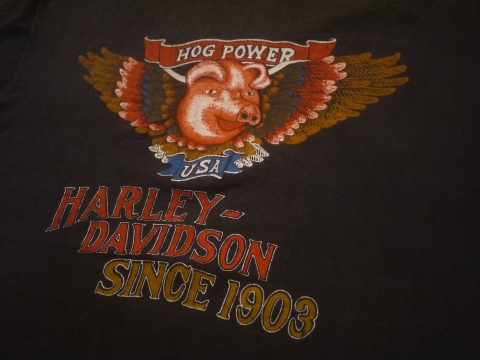 HOG POWER
USA
HARLEY-
DAVIDSON
SINCE 1903